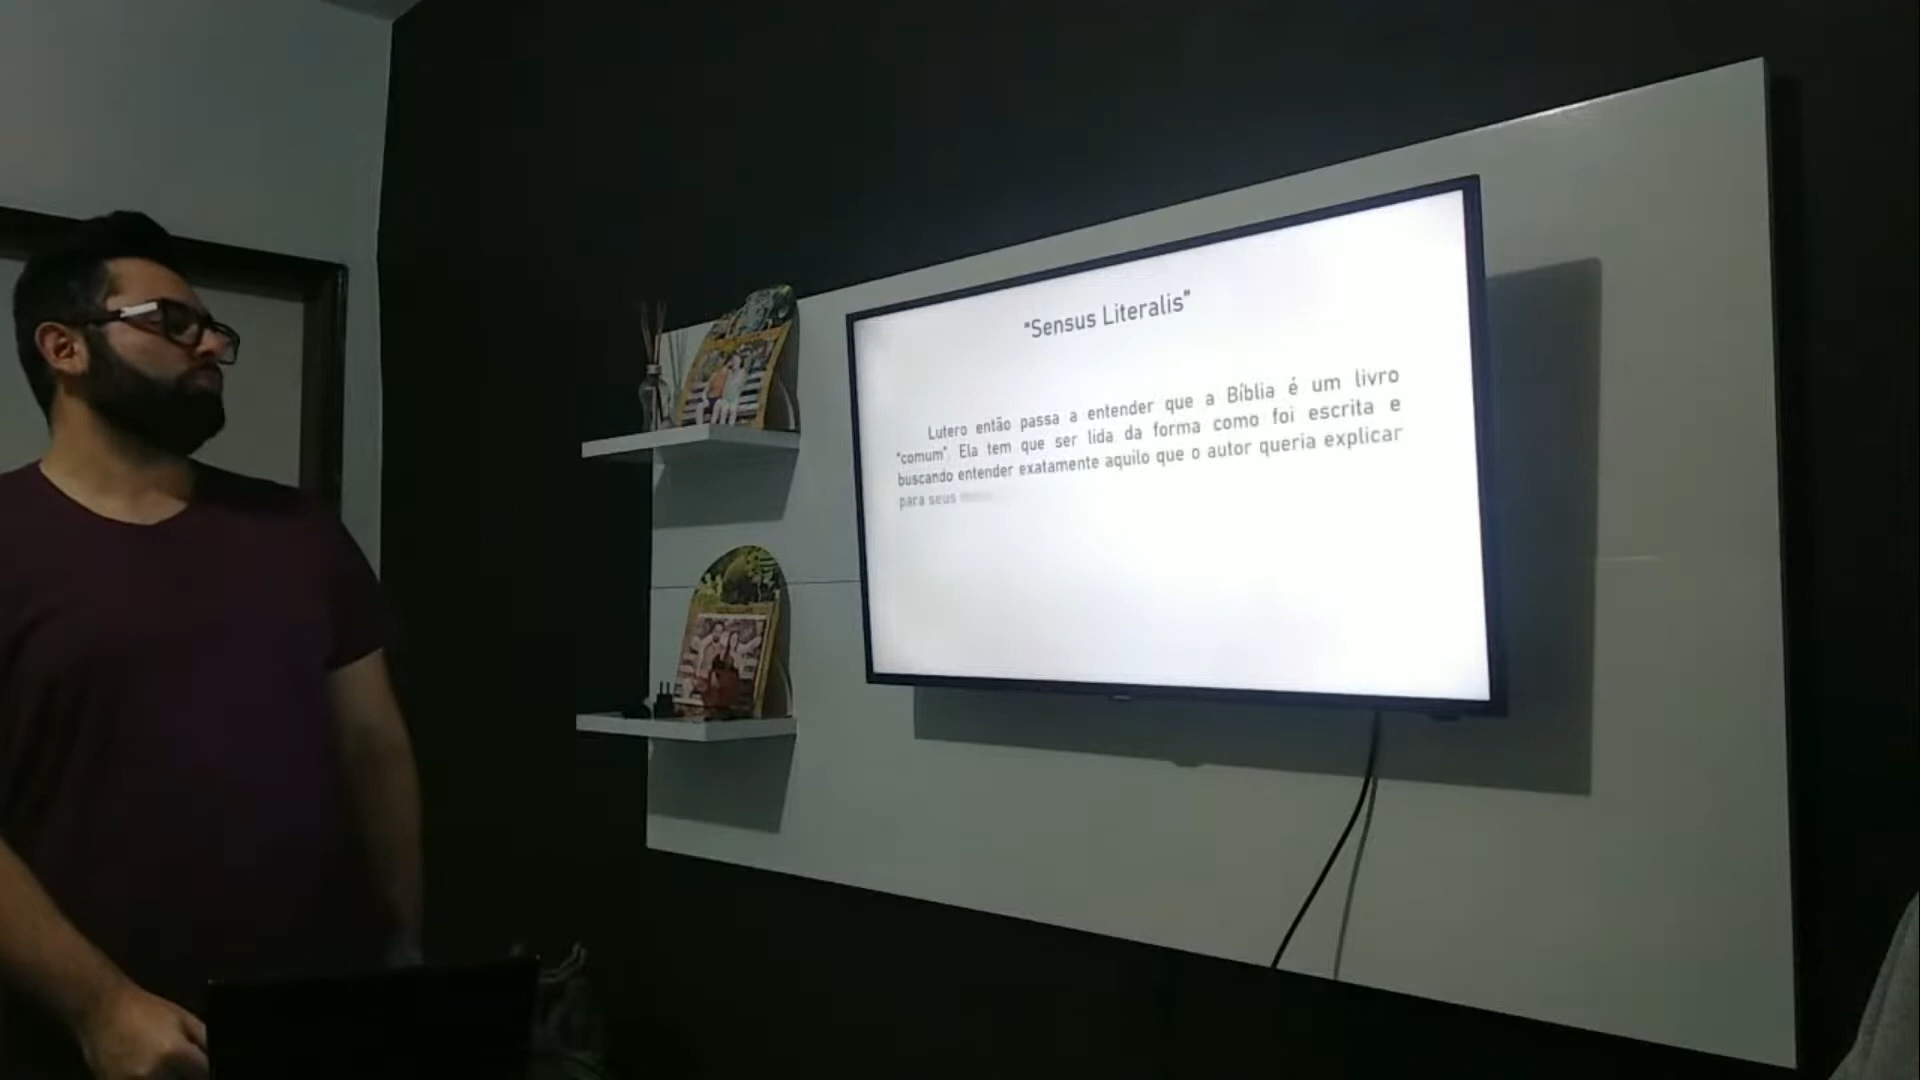 "Sensus Literalis"
Lutero então passa a entender que a Bíblia é um livro
"comum". Ela tem que ser lida da forma como foi escrita e
buscando entender exatamente aquilo que o autor queria explicar
para seus